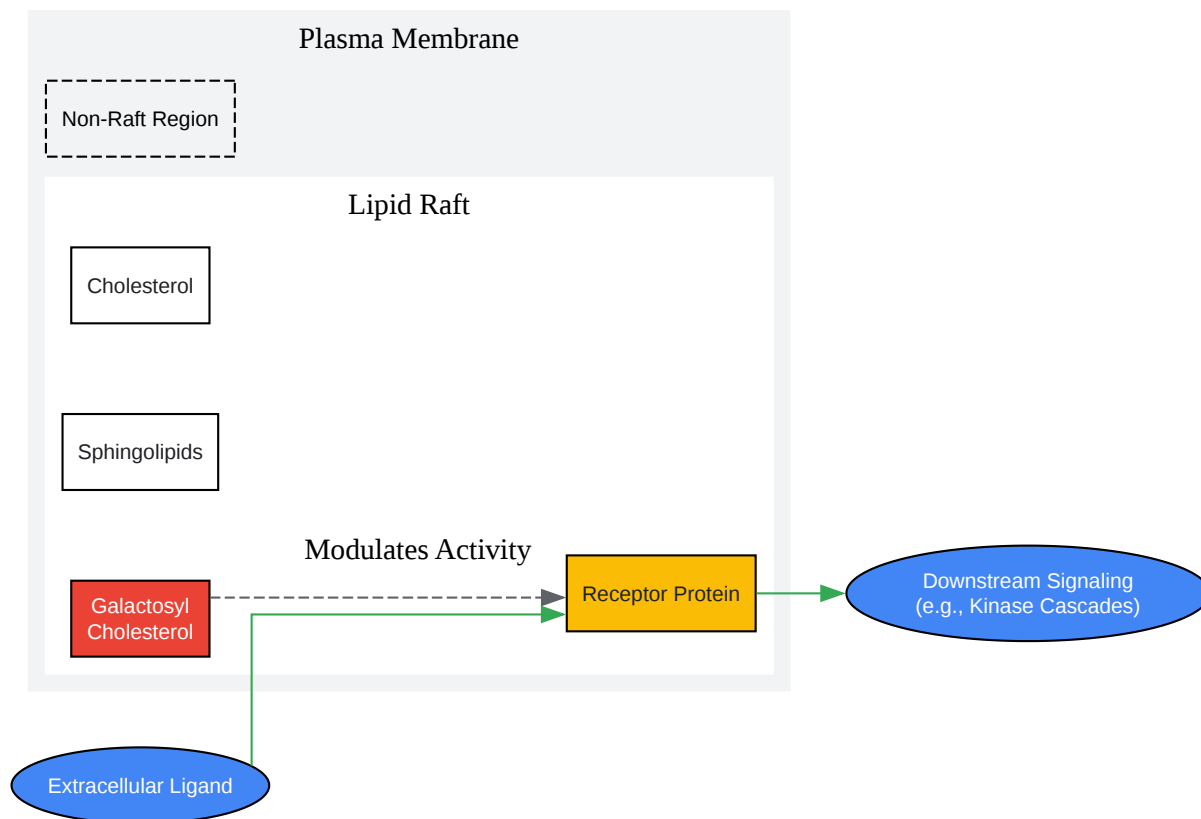 Plasma Membrane
Non-Raft Region
Lipid Raft
Cholesterol
Sphingolipids
Modulates Activity
Galactosyl
Cholesterol
Receptor Protein
Downstream Signaling
(e.g., Kinase Cascades)
Extracellular Ligand